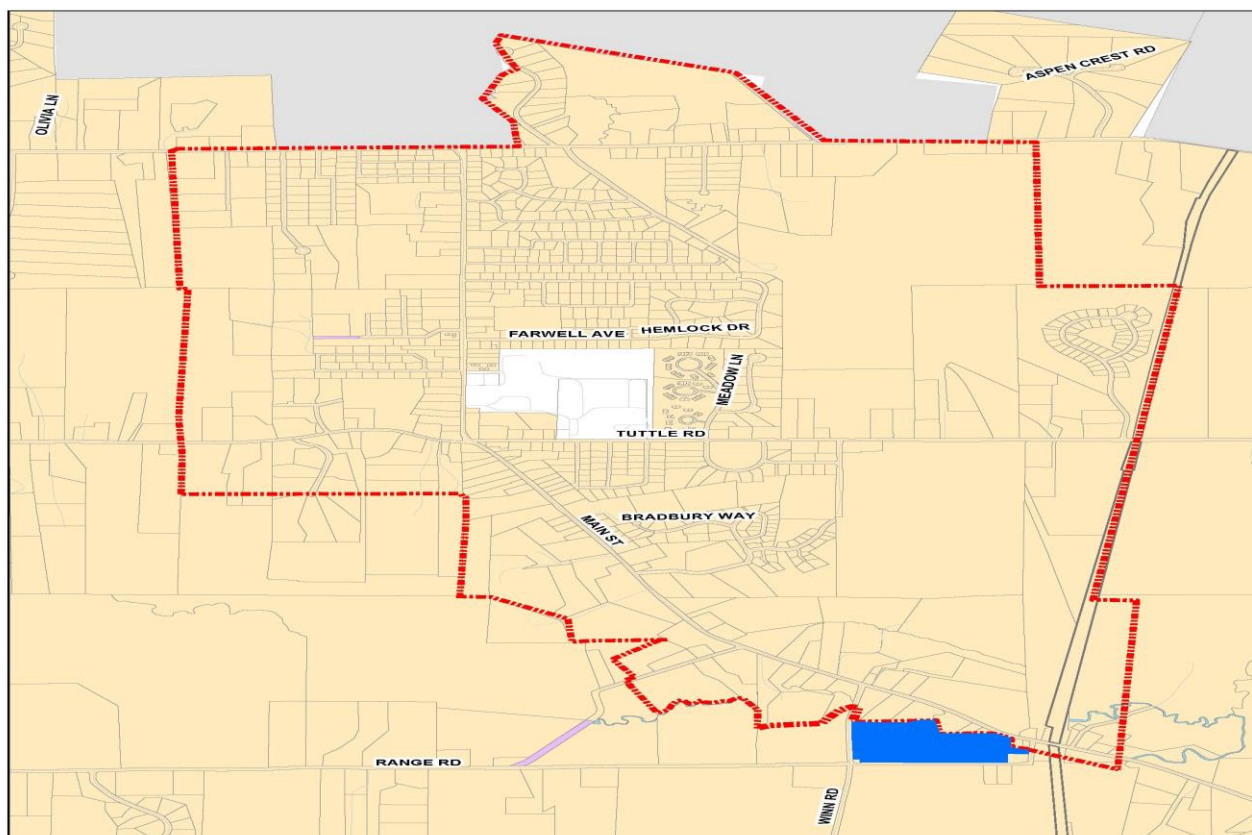 ASPEN CREST RD
OLIVIA LN
FARWELL AVE
HEMLOCK DR
MEADOW LN
TUTTLE RD
MAIN ST
BRADBURY WAY
RANGE RD
WINN RD